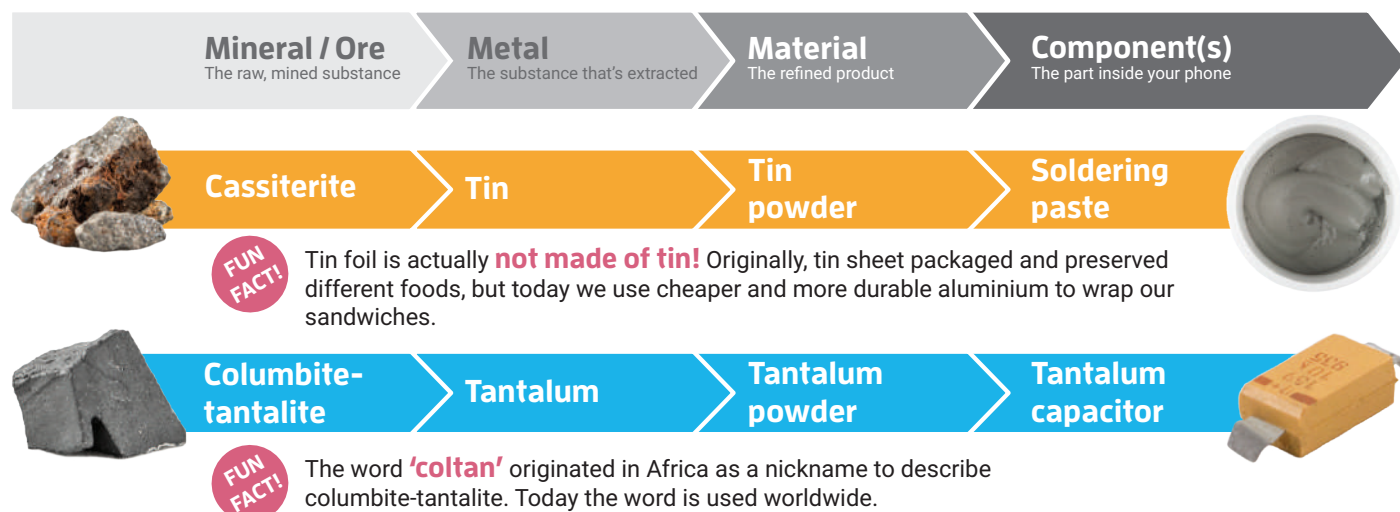 Mineral / Ore
The raw, mined substance
Metal
The substance that's extracted
Material
The refined product
Component(s)
The part inside your phone
Cassiterite
Tin
Tin
powder
Soldering
paste
FUN
FACT!
Tin foil is actually not made of tin! Originally, tin sheet packaged and preserved
different foods, but today we use cheaper and more durable aluminium to wrap our
sandwiches.
Columbite-
tantalite
Tantalum
Tantalum
powder
Tantalum
capacitor
935
FUN
FACT!
The word 'coltan' originated in Africa as a nickname to describe
columbite-tantalite. Today the word is used worldwide.